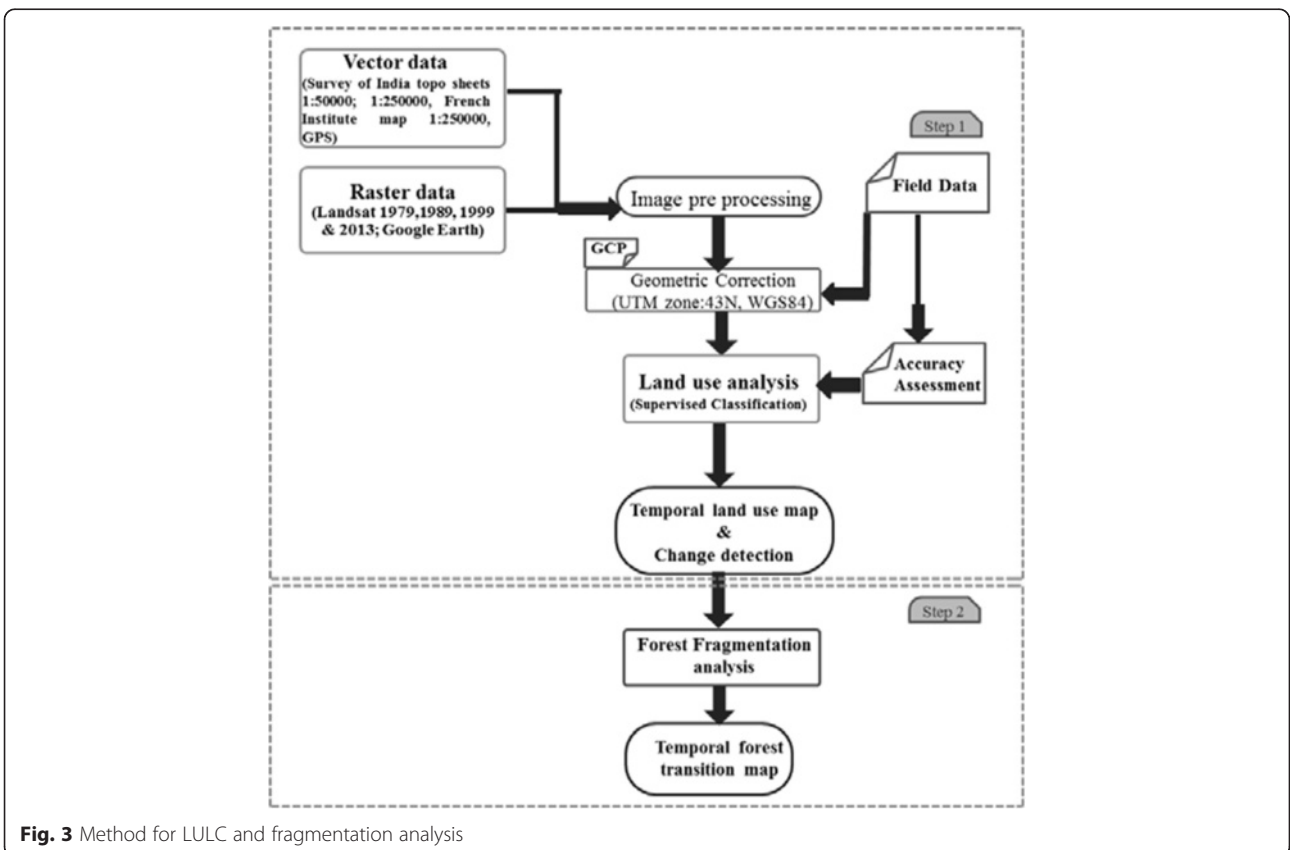 Vector data
(Survey of India topo sheets
1:50000; 1:250000, French
Institute map 1:250000,
GPS)
Step 1
Field Data
Raster data
(Landsat 1979,1989, 1999
& 2013; Google Earth)
Image pre processing
GCP
Geometric Correction
(UTM zone:43N, WGS84)
Land use analysis
(Supervised Classification)
Accuracy
Assessment
Temporal land use map
&
Change detection
Step 2
Forest Fragmentation
analysis
Temporal forest
transition map
Fig. 3 Method for LULC and fragmentation analysis